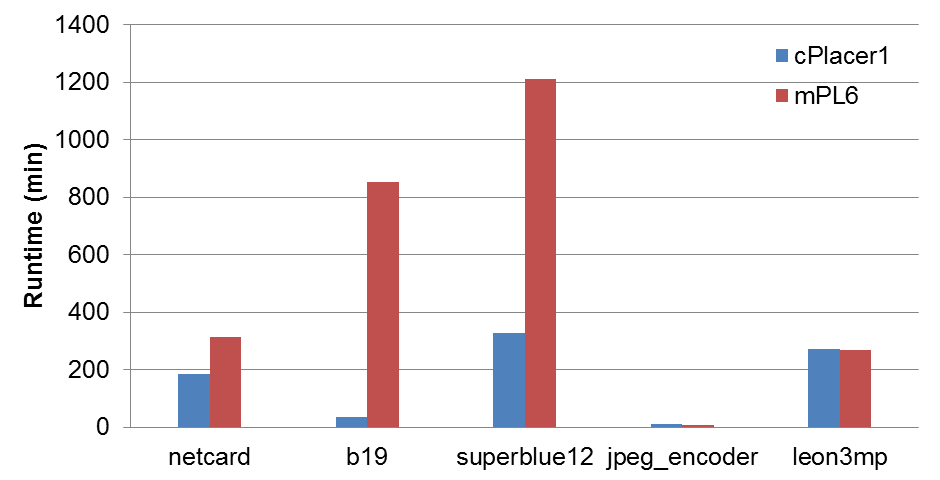 1400
1200
1000
800
600
400
200
0
Runtime (min)
cPlacer1
mPL6
netcard b19 superblue12 jpeg_encoder leon3mp